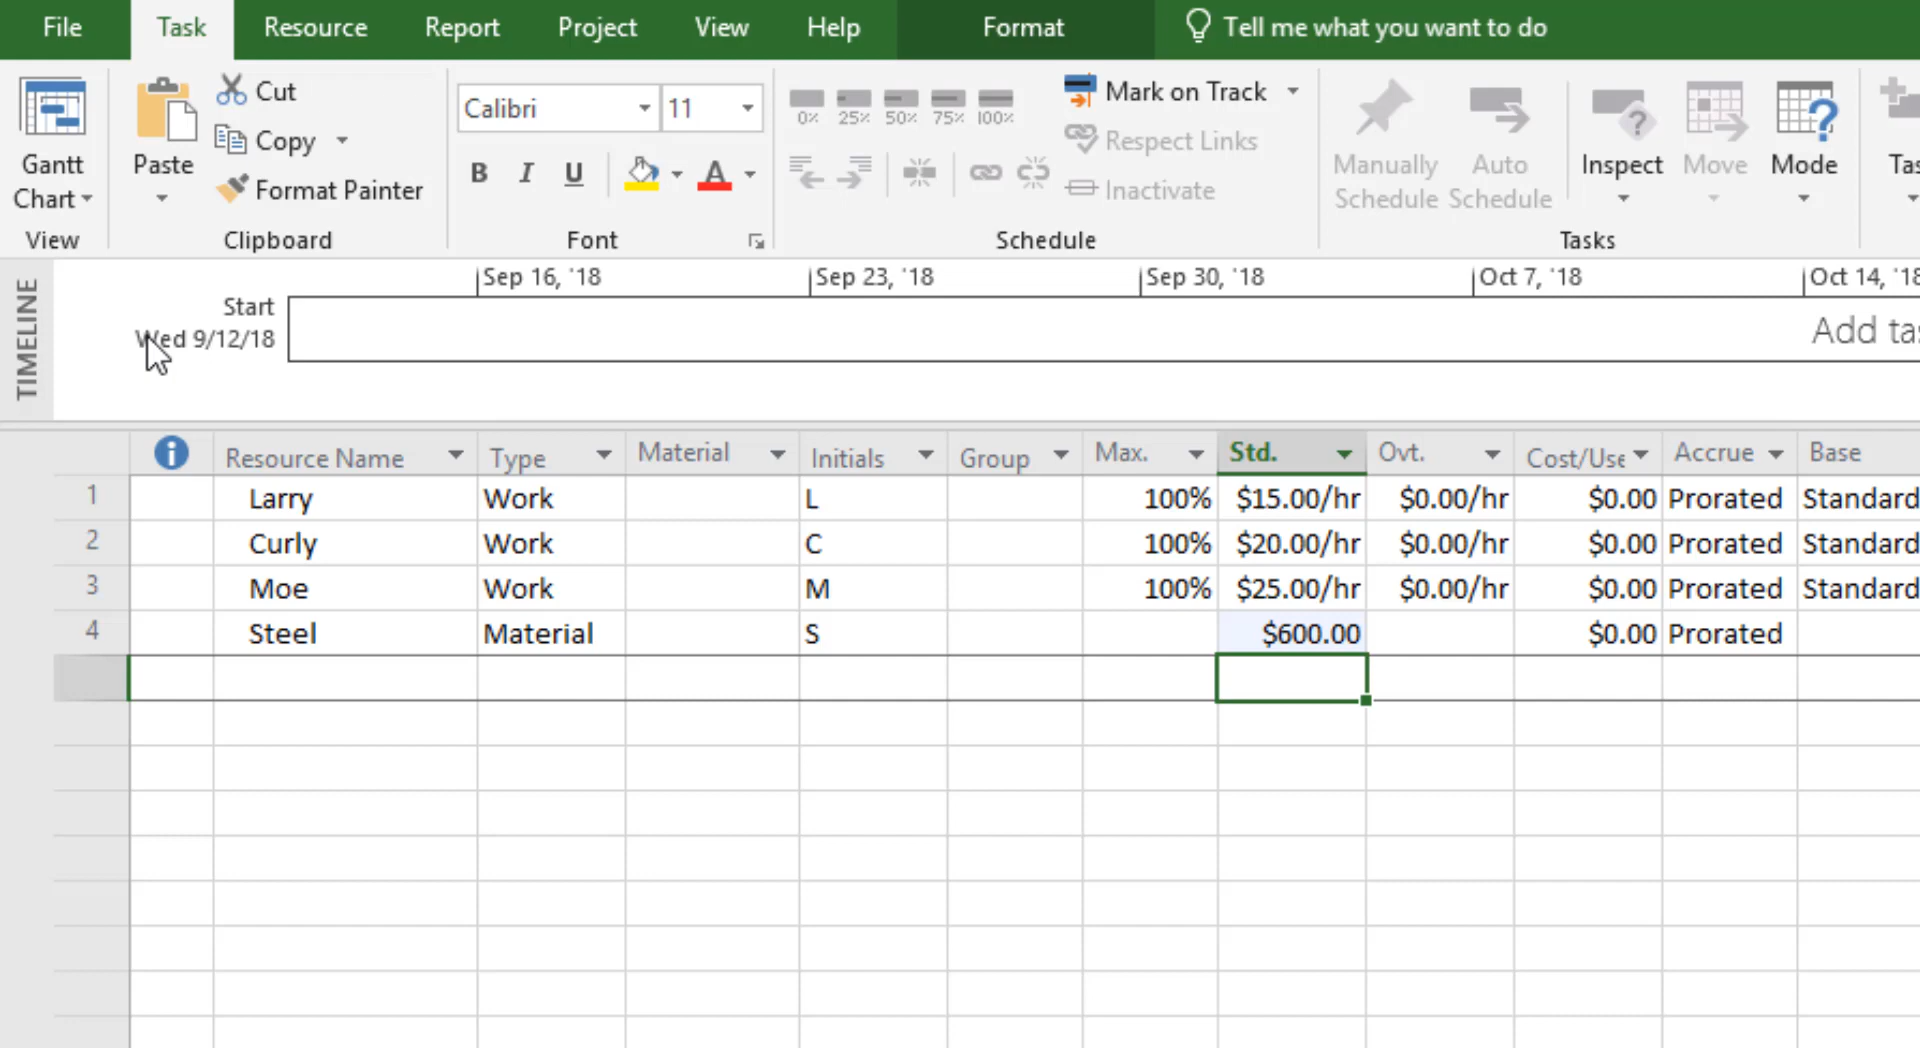 File Task Resource Report Project View Help Format Tell me what you want to do
Gantt Chart
View
Paste
Cut
Copy
Format Painter
Clipboard
Calibri 11
B I U A
Font
0% 25% 50% 75% 100%
Mark on Track
Respect Links
Inactivate
Schedule
Manually Schedule
Auto Schedule
Inspect
Move
Mode
Tas
Tasks
TIMELINE
Sep 16, '18 Sep 23, '18 Sep 30, '18 Oct 7, '18 Oct 14, '18
Start
Wed 9/12/18
Add tas
Resource Name Type Material Initials Group Max. Std. Ovt. Cost/Use Accrue Base
1 Larry Work L 100% $15.00/hr $0.00/hr $0.00 Prorated Standard
2 Curly Work C 100% $20.00/hr $0.00/hr $0.00 Prorated Standard
3 Moe Work M 100% $25.00/hr $0.00/hr $0.00 Prorated Standard
4 Steel Material S $600.00 $0.00 Prorated